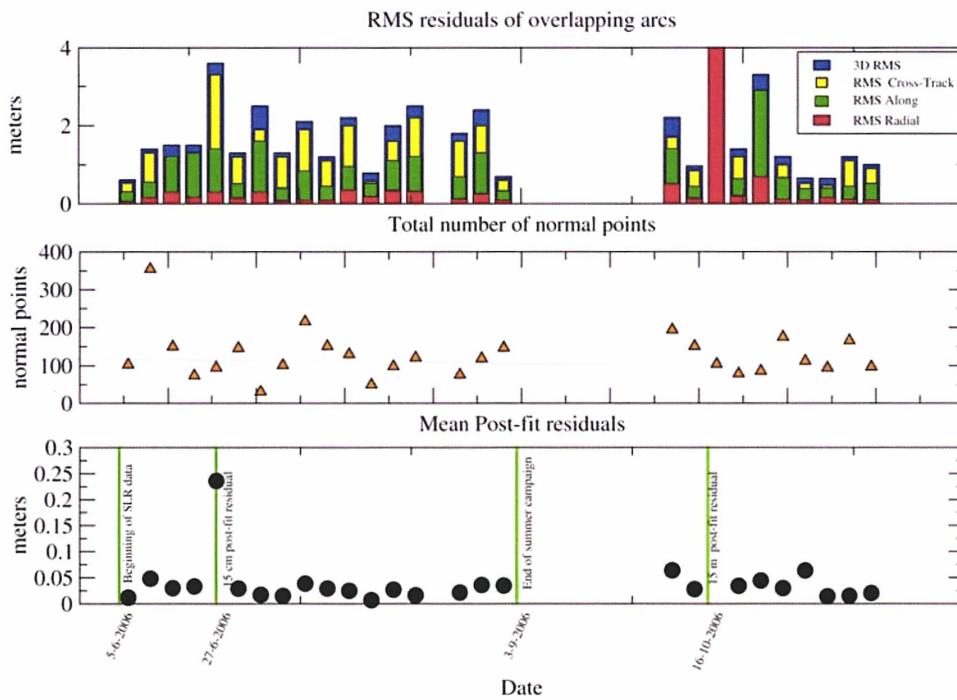 RMS residuals of overlapping arcs
4
2
0
meters
3D RMS
RMS Cross-Track
RMS Along
RMS Radial
Total number of normal points
400
300
200
100
0
normal points
Mean Post-fit residuals
0.3
0.25
0.2
0.15
0.1
0.05
0
meters
Beginning of SLR data
15 cm post-fit residual
End of summer campaign
15 m post-fit residual
5-6-2006
27-6-2006
3-9-2006
16-10-2006
Date